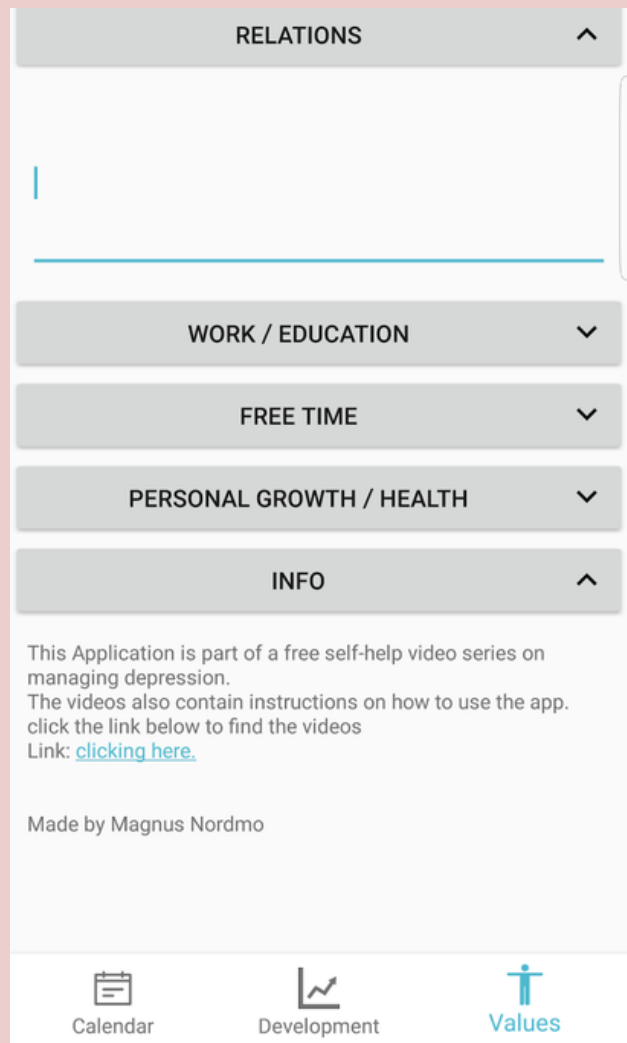 RELATIONS
WORK / EDUCATION
FREE TIME
PERSONAL GROWTH / HEALTH
INFO
This Application is part of a free self-help video series on
managing depression.
The videos also contain instructions on how to use the app.
click the link below to find the videos
Link: clicking here.
Made by Magnus Nordmo
Calendar
Development
Values